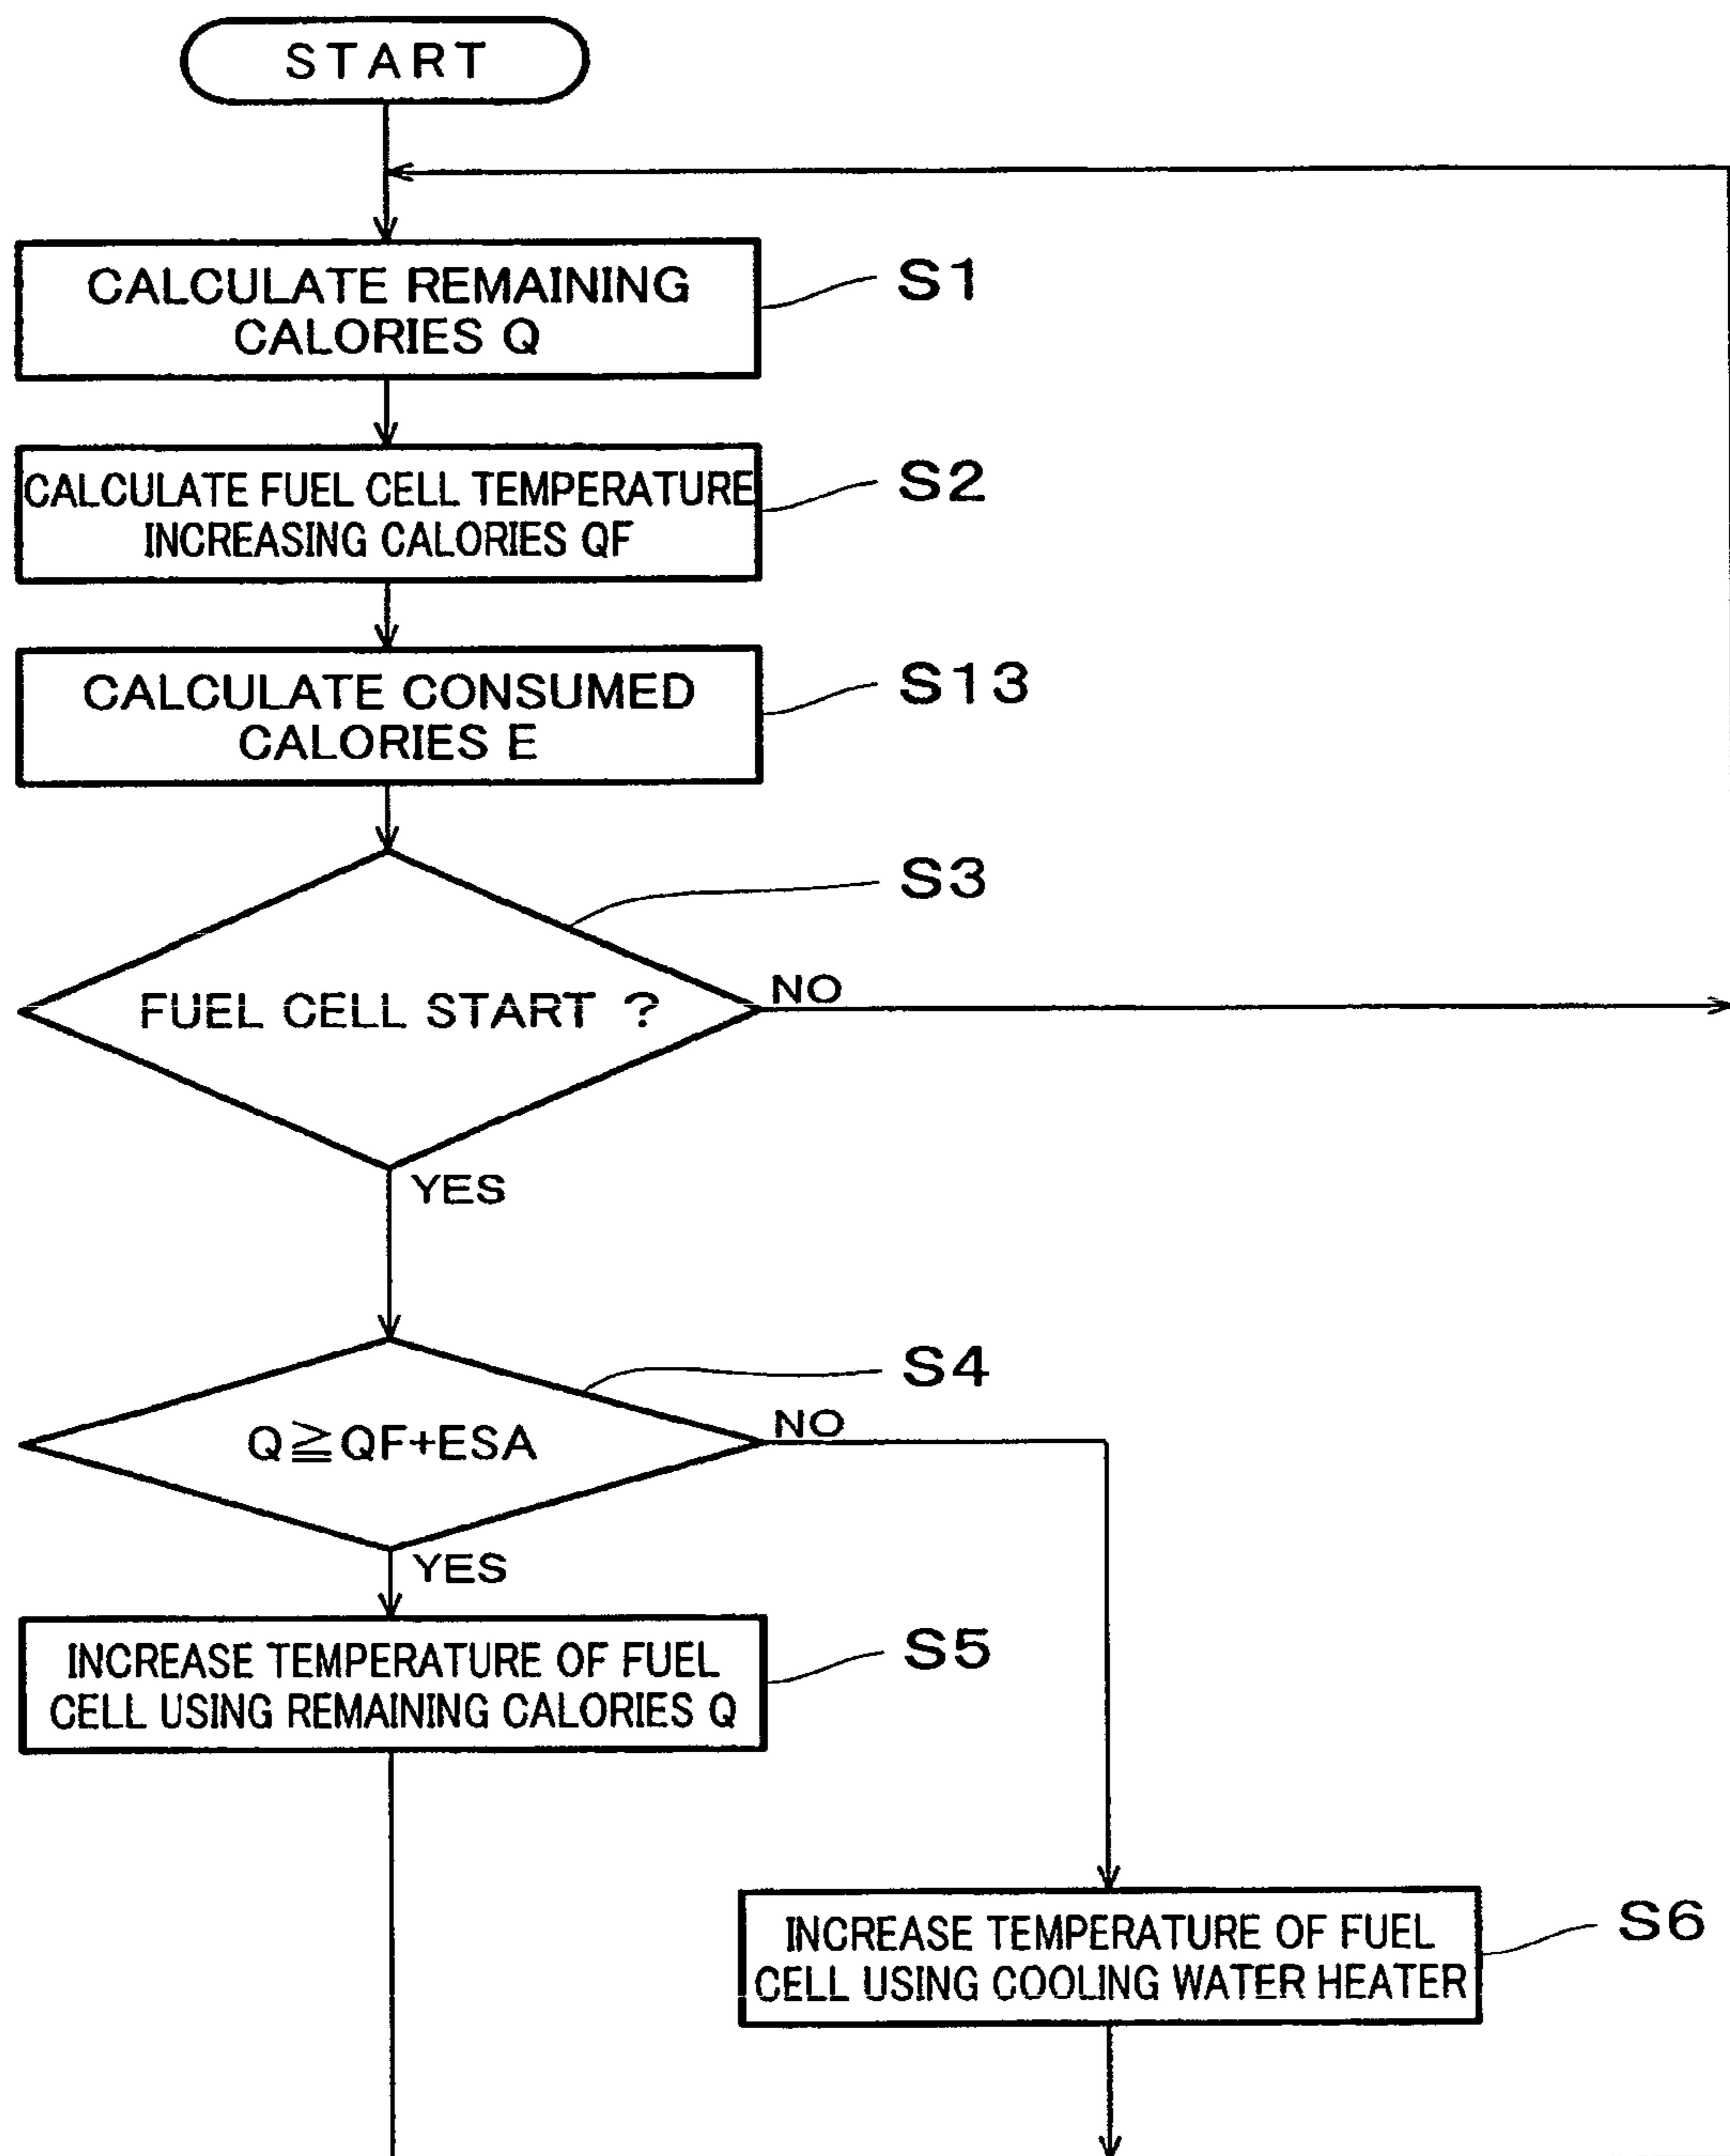 START
CALCULATE REMAINING
CALORIES Q
S1
CALCULATE FUEL CELL TEMPERATURE
INCREASING CALORIES QF
S2
CALCULATE CONSUMED
CALORIES E
S13
S3
FUEL CELL START ?
NO
YES
S4
Q≧QF+ESA
NO
YES
INCREASE TEMPERATURE OF FUEL
CELL USING REMAINING CALORIES Q
S5
INCREASE TEMPERATURE OF FUEL
CELL USING COOLING WATER HEATER
S6